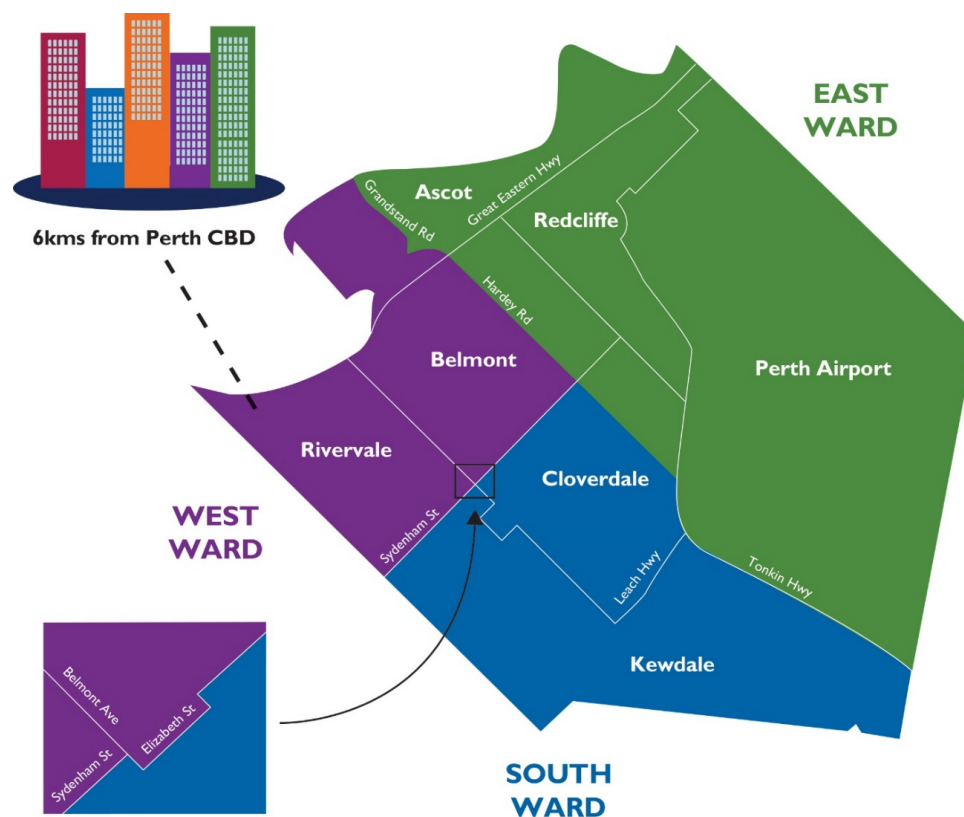 EAST
WARD
Ascot
Great Eastern Hwy
Redcliffe
Grandstand Rd
6kms from Perth CBD
Hardey Rd
Belmont
Perth Airport
Rivervale
Cloverdale
WEST
WARD
Sydenham St
Leach Hwy
Tonkin Hwy
Kewdale
Belmont Ave
Elizabeth St
Sydenham St
SOUTH
WARD